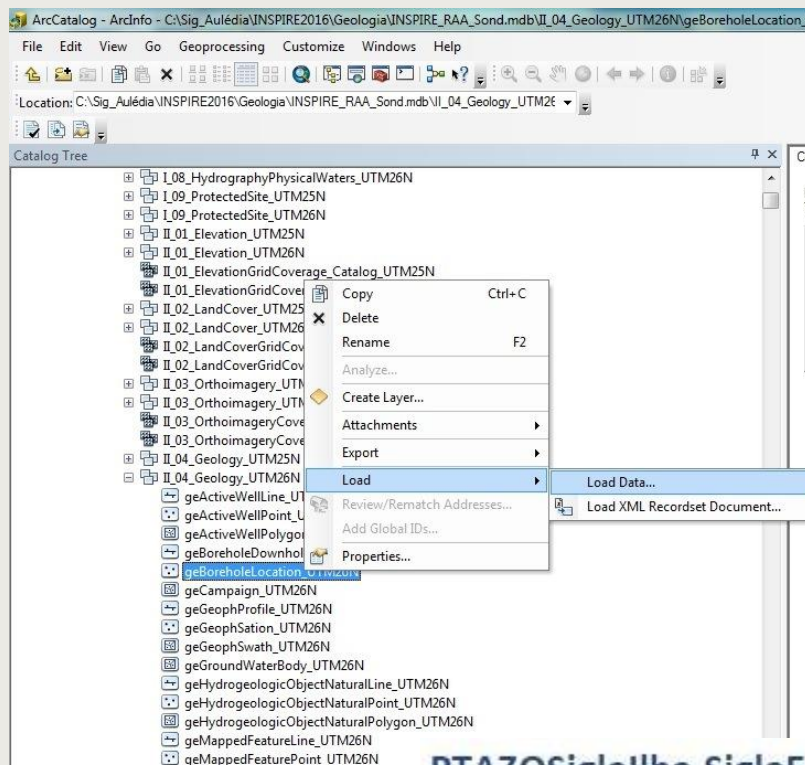 ArcCatalog - ArcInfo - C:\Sig_Aulédia\INSPIRE2016\Geologia\INSPIRE_RAA_Sond.mdb\II_04_Geology_UTM26N\geBoreholeLocation_
File Edit View Go Geoprocessing Customize Windows Help
Location: C:\Sig_Aulédia\INSPIRE2016\Geologia\INSPIRE_RAA_Sond.mdb\II_04_Geology_UTM26
Catalog Tree
I_08_HydrographyPhysicalWaters_UTM26N
I_09_ProtectedSite_UTM25N
I_09_ProtectedSite_UTM26N
II_01_Elevation_UTM25N
II_01_Elevation_UTM26N
II_01_ElevationGridCoverage_Catalog_UTM25N
II_01_ElevationGridCover
II_02_LandCover_UTM25
II_02_LandCover_UTM26
II_02_LandCoverGridCov
II_02_LandCoverGridCov
II_03_Orthoimagery_UTN
II_03_Orthoimagery_UTN
II_03_OrthoimageryCove
II_03_OrthoimageryCove
II_04_Geology_UTM25N
II_04_Geology_UTM26N
geActiveWellLine_UT
geActiveWellPoint_U
geActiveWellPolygon
geBoreholeDownhol
geBoreholeLocation_UTM26N
geCampaign_UTM26N
geGeophProfile_UTM26N
geGeophSation_UTM26N
geGeophSwath_UTM26N
geGroundWaterBody_UTM26N
geHydrogeologicObjectNaturalLine_UTM26N
geHydrogeologicObjectNaturalPoint_UTM26N
geHydrogeologicObjectNaturalPolygon_UTM26N
geMappedFeatureLine_UTM26N
geMappedFeaturePoint_UTM26N
Copy Ctrl+C
Delete
Rename F2
Analyze...
Create Layer...
Attachments
Export
Load
Review/Rematch Addresses...
Add Global IDs...
Properties...
Load Data...
Load XML Recordset Document...